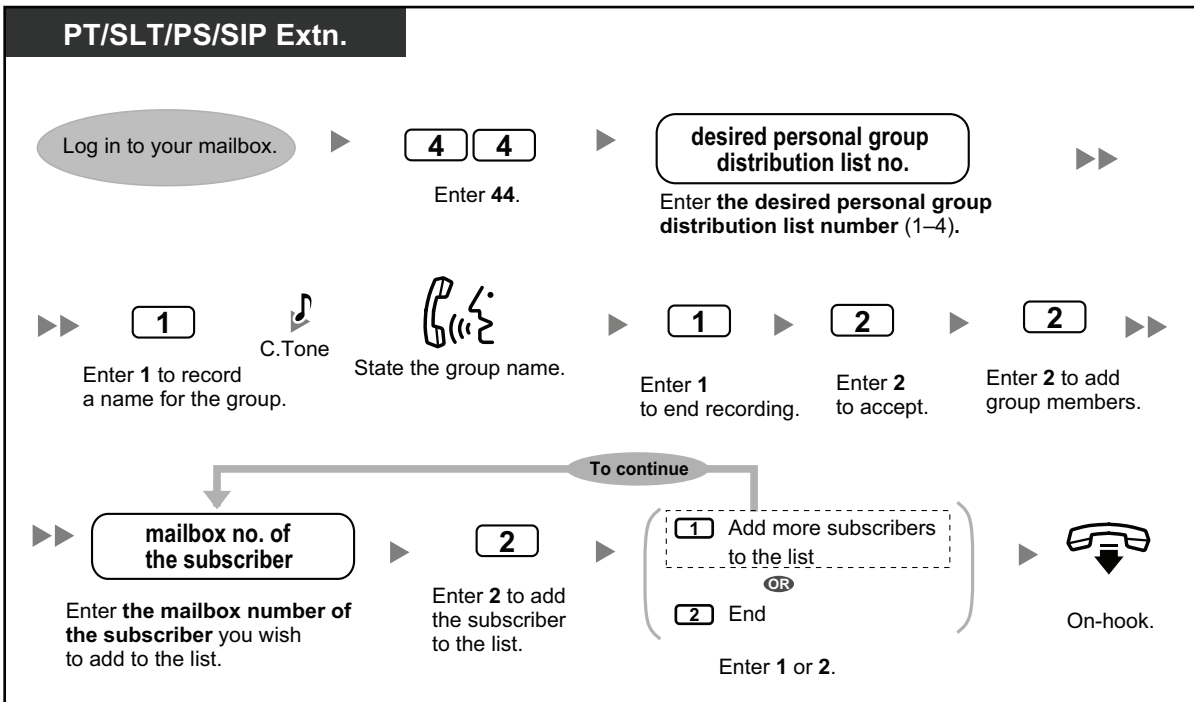 PT/SLT/PS/SIP Extn.
Log in to your mailbox.
4 4
Enter 44.
desired personal group
distribution list no.
Enter the desired personal group
distribution list number (1–4).
1
Enter 1 to record
a name for the group.
C.Tone
State the group name.
1
Enter 1
to end recording.
2
Enter 2
to accept.
2
Enter 2 to add
group members.
To continue
mailbox no. of
the subscriber
Enter the mailbox number of
the subscriber you wish
to add to the list.
2
Enter 2 to add
the subscriber
to the list.
1 Add more subscribers
to the list
OR
2 End
Enter 1 or 2.
On-hook.